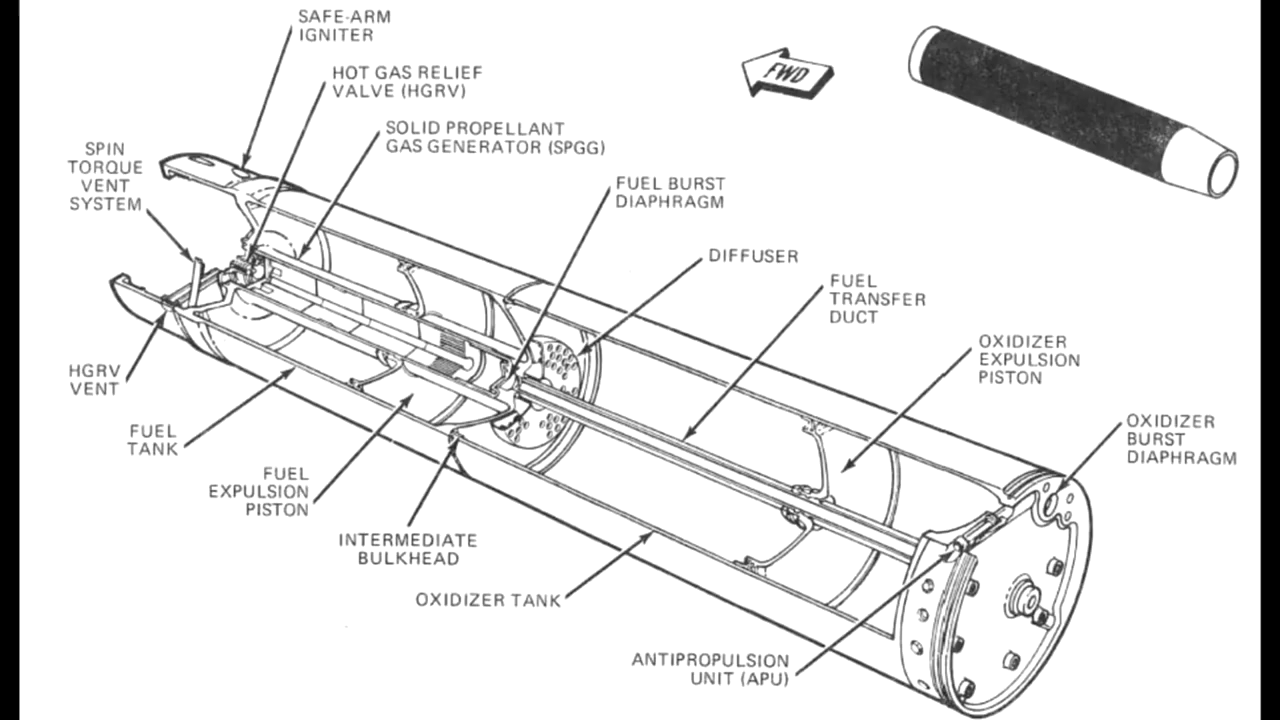 SAFE-ARM
IGNITER
HOT GAS RELIEF
VALVE (HGRV)
SOLID PROPELLANT
GAS GENERATOR (SPGG)
SPIN
TORQUE
VENT
SYSTEM
FWD
FUEL BURST
DIAPHRAGM
DIFFUSER
FUEL
TRANSFER
DUCT
OXIDIZER
EXPULSION
PISTON
OXIDIZER
BURST
DIAPHRAGM
HGRV
VENT
FUEL
TANK
FUEL
EXPULSION
PISTON
INTERMEDIATE
BULKHEAD
OXIDIZER TANK
ANTIPROPULSION
UNIT (APU)